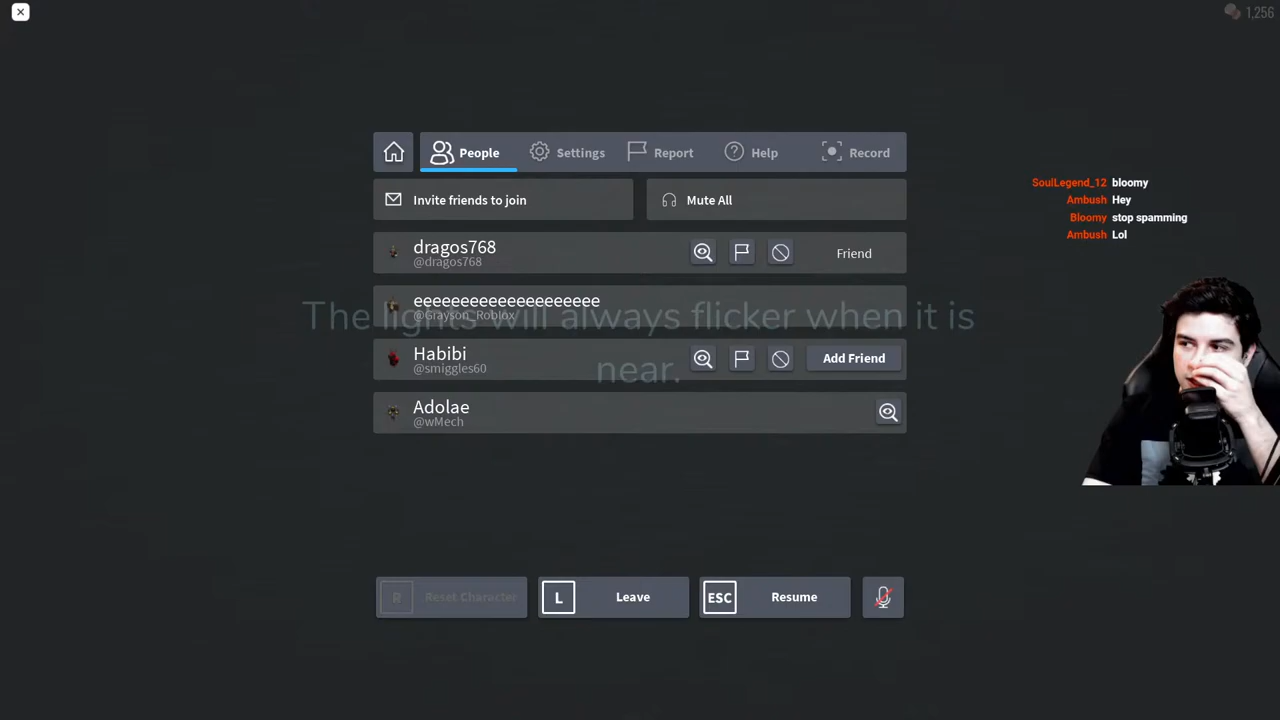 1,256
People
Settings
Report
Help
Record
Invite friends to join
Mute All
SoulLegend_12 bloomy
Ambush Hey
Bloomy stop spamming
Ambush Lol
dragos768
@dragos768
Friend
eeeeeeeeeeeeeeeeeeee
@Grayson_Roblox
The lights will always flicker when it is
near.
Habibi
@smiggles60
Add Friend
Adolae
@wMech
R Reset Character
L Leave
ESC Resume